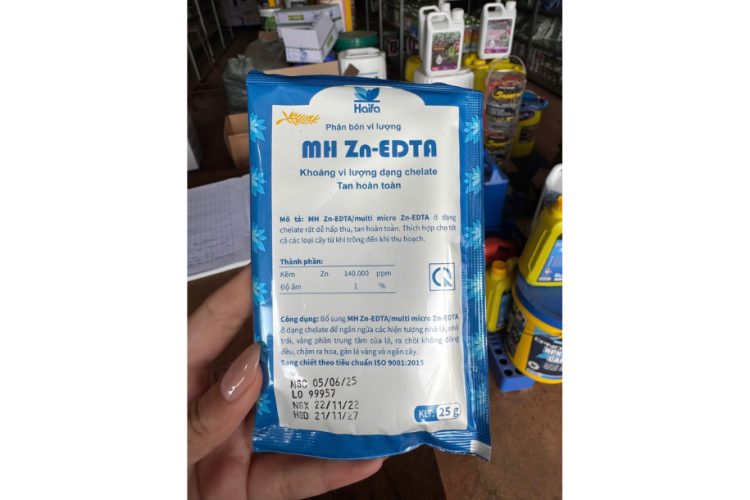 Haifa
Phân bón vi lượng
MH Zn-EDTA
Khoáng vi lượng dạng chelate
Tan hoàn toàn
Mô tả: MH Zn-EDTA/multi micro Zn-EDTA ở dạng
chelate rất dễ hấp thu, tan hoàn toàn. Thích hợp cho tất
cả các loại cây từ khi trồng đến khi thu hoạch.
Thành phần:
Kẽm Zn 140.000 ppm
Độ ẩm 1 %
Công dụng: Bổ sung MH Zn-EDTA/multi micro Zn-EDTA
ở dạng chelate để ngăn ngừa các hiện tượng nhỏ lá, nhỏ
trái, vàng phần trung tâm của lá, ra chồi không đồng
đều, chậm ra hoa, gân lá vàng và ngắn cây.
Sang chiết theo tiêu chuẩn ISO 9001:2015
NSC 05/06/25
LO 99957
NSX 22/11/22
HSD 21/11/27
KLT: 25 g